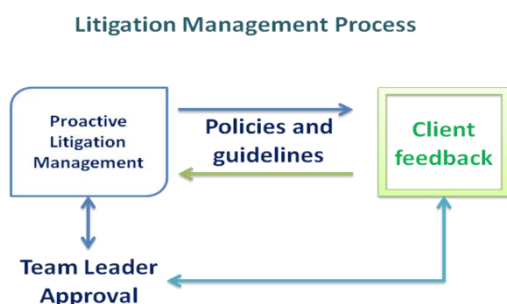 Litigation Management Process
Proactive
Litigation
Management
Policies and
guidelines
Client
feedback
Team Leader
Approval